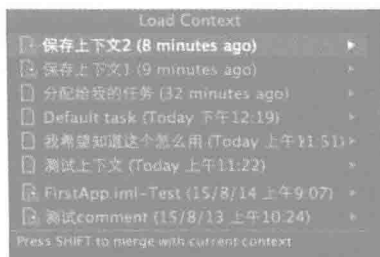 Load Context
保存上下文2 (8 minutes ago)
保存上下文1 (9 minutes ago)
分配给我的任务 (32 minutes ago)
Default task (Today 下午12:19)
我希望知道这个怎么用 (Today 上午11:51)
测试上下文 (Today 上午11:22)
FirstApp.iml-Test (15/8/14 上午9:07)
测试comment (15/8/13 上午10:24)
Press SHIFT to merge with current context